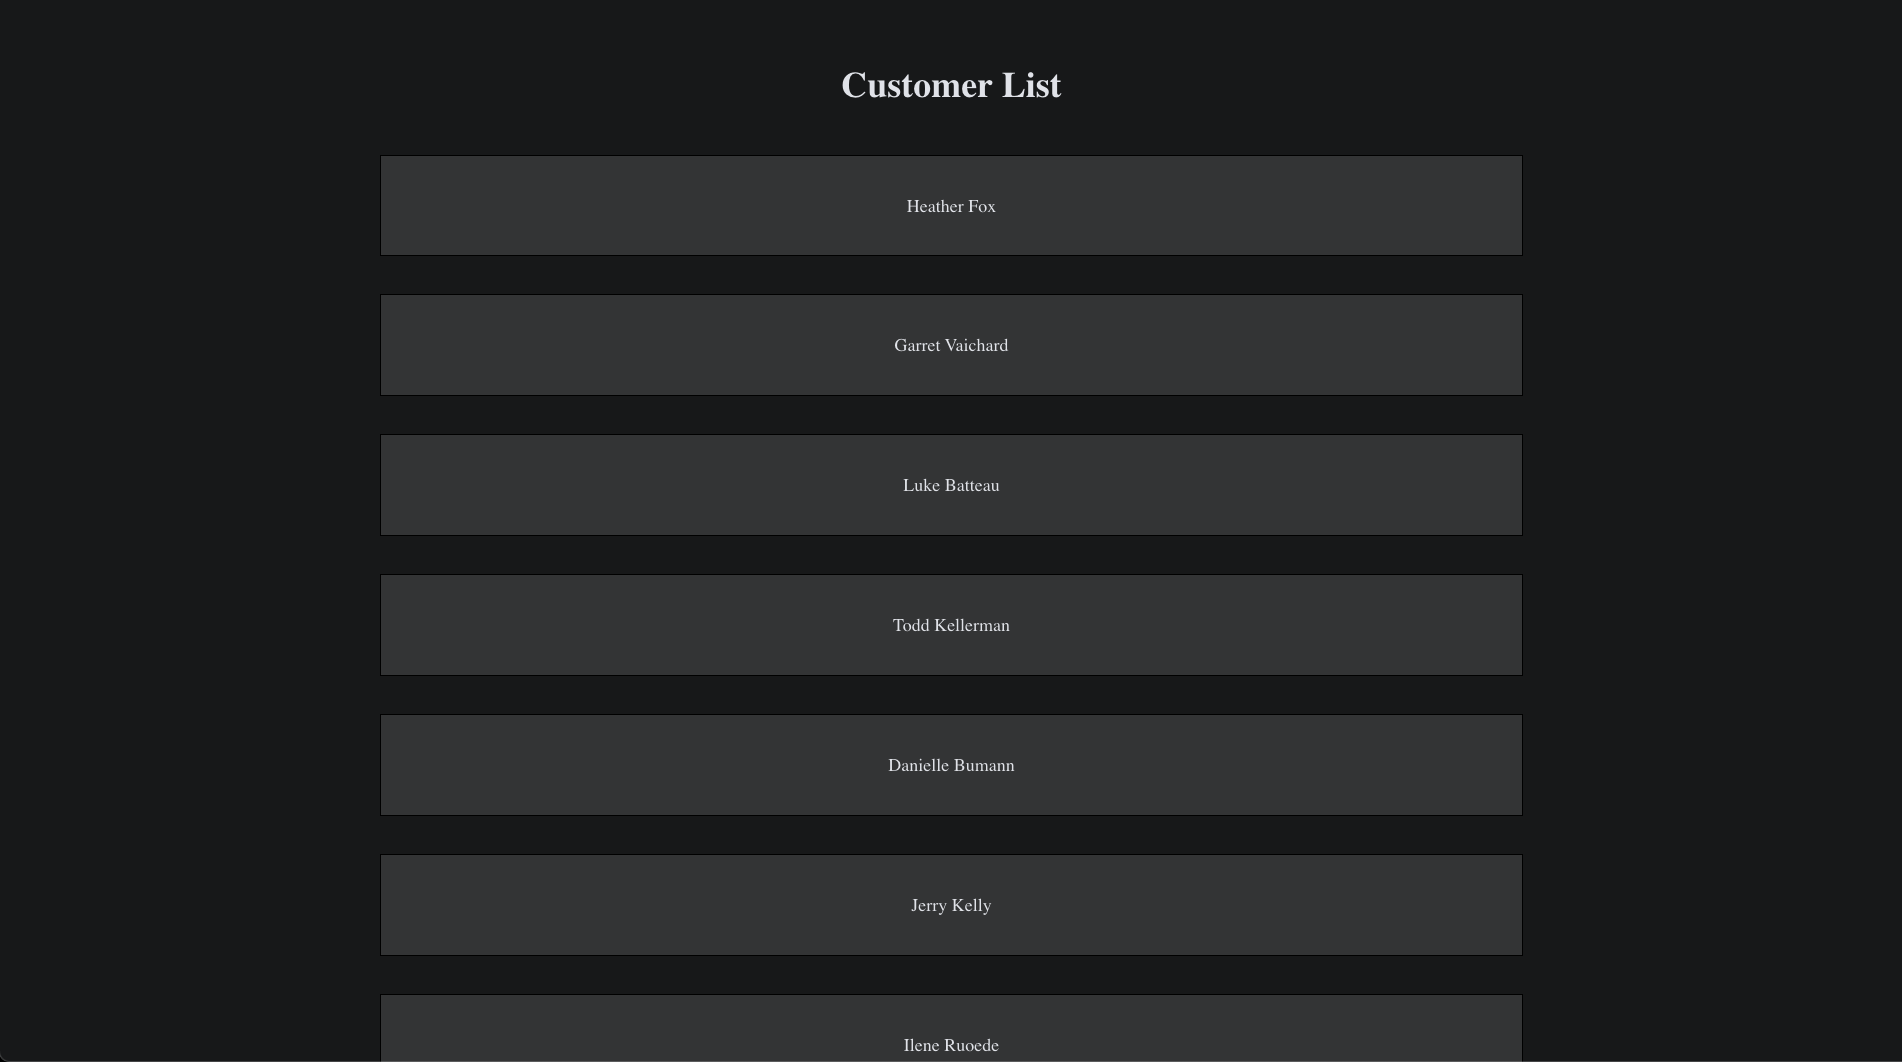 Customer List
Heather Fox
Garret Vaichard
Luke Batteau
Todd Kellerman
Danielle Bumann
Jerry Kelly
Ilene Ruoede